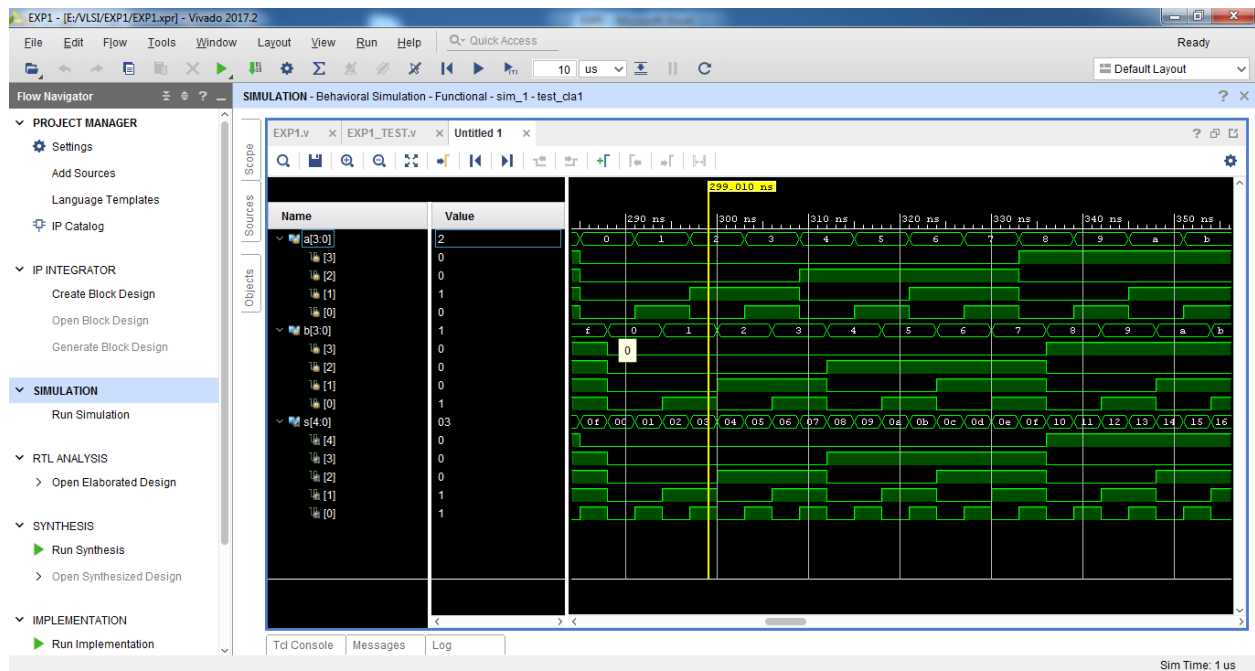 EXP1 - [E:/VLSI/EXP1/EXP1.xpr] - Vivado 2017.2
File Edit Flow Tools Window Layout View Run Help Q- Quick Access Ready
10 us Default Layout
Flow Navigator
SIMULATION - Behavioral Simulation - Functional - sim_1 - test_cla1
PROJECT MANAGER
Settings
Add Sources
Language Templates
IP Catalog
IP INTEGRATOR
Create Block Design
Open Block Design
Generate Block Design
SIMULATION
Run Simulation
RTL ANALYSIS
Open Elaborated Design
SYNTHESIS
Run Synthesis
Open Synthesized Design
IMPLEMENTATION
Run Implementation
Scope
Sources
Objects
EXP1.v EXP1_TEST.v Untitled 1
299.010 ns
Name Value
290 ns 300 ns 310 ns 320 ns 330 ns 340 ns 350 ns
a[3:0] 2 0 1 2 3 4 5 6 7 8 9 a b
[3] 0
[2] 0
[1] 1
[0] 0
b[3:0] 1 f 0 1 2 3 4 5 6 7 8 9 a b
[3] 0 0
[2] 0
[1] 0
[0] 1
s[4:0] 03 0f 00 01 02 03 04 05 06 07 08 09 0a 0b 0c 0d 0e 0f 10 11 12 13 14 15 16
[4] 0
[3] 0
[2] 0
[1] 1
[0] 1
Tcl Console Messages Log
Sim Time: 1 us